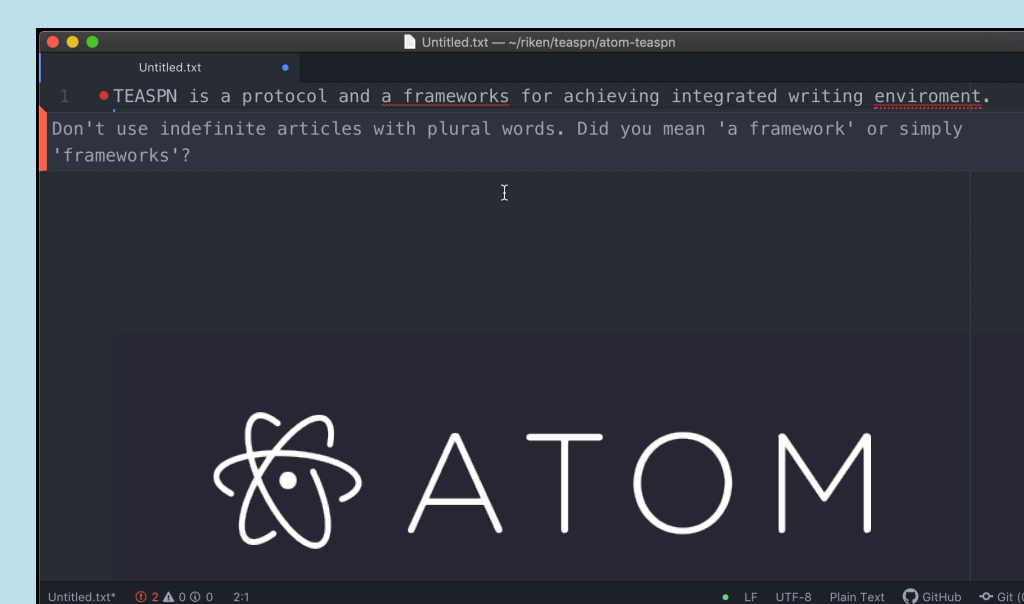 Untitled.txt — ~/riken/teaspn/atom-teaspn
Untitled.txt
1 TEASPN is a protocol and a frameworks for achieving integrated writing enviroment.
Don't use indefinite articles with plural words. Did you mean 'a framework' or simply
'frameworks'?
ATOM
Untitled.txt* 2 0 0 2:1 LF UTF-8 Plain Text GitHub Git (